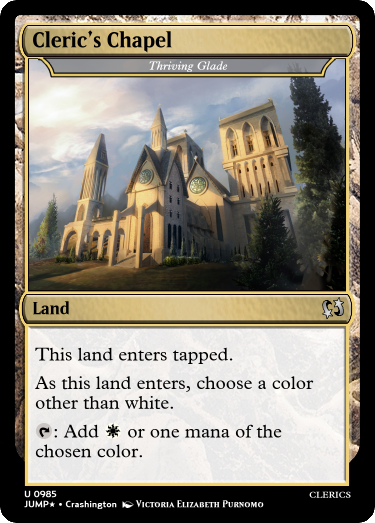 Cleric's Chapel
Thriving Glade
Land
This land enters tapped.
As this land enters, choose a color
other than white.
: Add or one mana of the
chosen color.
U 0985
JUMP★ • Crashington VICTORIA ELIZABETH PURNOMO
CLERICS